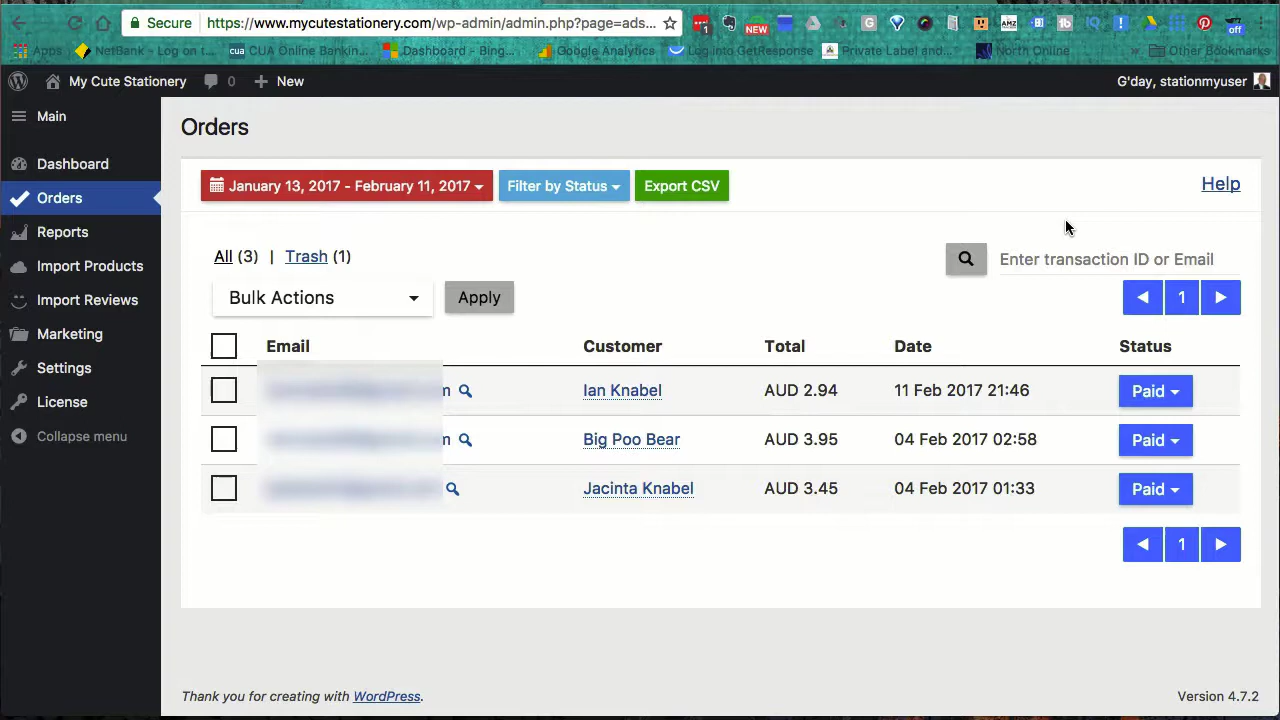 Secure https://www.mycutestationery.com/wp-admin/admin.php?page=ads...
1 NEW AMZ off
Apps NetBank - Log on t... cua CUA Online Bankin... Dashboard - Bing... Google Analytics Log In to GetResponse Private Label and... North Online » Other Bookmarks
My Cute Stationery 0 New G'day, stationmyuser
Main
Dashboard
Orders
Reports
Import Products
Import Reviews
Marketing
Settings
License
Collapse menu
Orders
January 13, 2017 - February 11, 2017 Filter by Status Export CSV Help
All (3) | Trash (1) Enter transaction ID or Email
Bulk Actions Apply 1
Email Customer Total Date Status
m Ian Knabel AUD 2.94 11 Feb 2017 21:46 Paid
m Big Poo Bear AUD 3.95 04 Feb 2017 02:58 Paid
Jacinta Knabel AUD 3.45 04 Feb 2017 01:33 Paid
1
Thank you for creating with WordPress. Version 4.7.2